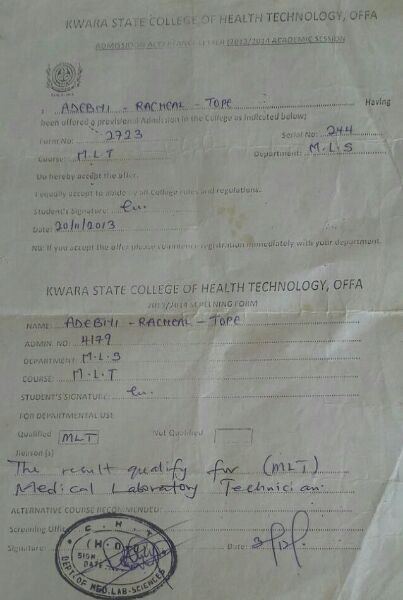 KWARA STATE COLLEGE OF HEALTH TECHNOLOGY, OFFA
ADMISSION ACCEPTANCE LETTER (2013/2014 ACADEMIC SESSION
I, ADEBIYI - RACHEAL - TOPE Having
been offered a provisional Admission in the College as indicated below;
Form No: 2723 Serial No: 244
Course: M.L.T Department: M.L.S
Do hereby accept the offer.
I equally accept to abide all College rules and regulations.
Student's Signature:
Date: 20/11/2013
NB: If you accept the offer please commence registration immediately with your department.
KWARA STATE COLLEGE OF HEALTH TECHNOLOGY, OFFA
2013/2014 SCREENING FORM
NAME: ADEBIYI - RACHEAL - TOPE
ADMIN. NO: 4179
DEPARTMENT: M.L.S
COURSE: M.L.T
STUDENT'S SIGNATURE:
FOR DEPARTMENTAL USE
Qualified MLT Not Qualified
Reason(s)
The result qualify for (MLT)
Medical Laboratory Technician.
ALTERNATIVE COURSE RECOMMENDED:
Screening Officer
Signature: Date:
C.H.T
(H.O.D)
SIGN
DATE
DEPT. OF MED. LAB. SCIENCES